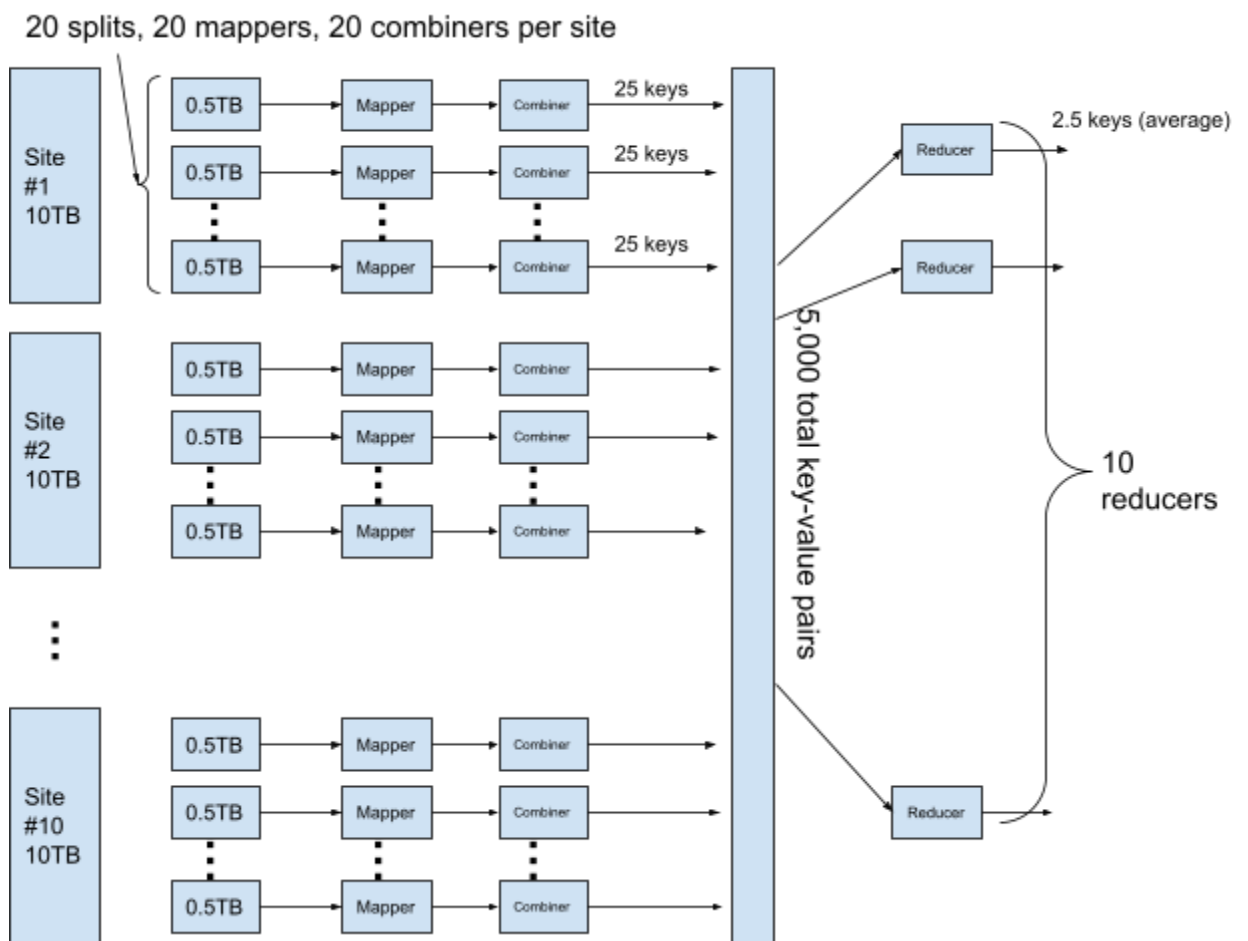 20 splits, 20 mappers, 20 combiners per site
Site
#1
10TB
0.5TB
Mapper
Combiner
25 keys
0.5TB
Mapper
Combiner
25 keys
0.5TB
Mapper
Combiner
25 keys
Site
#2
10TB
0.5TB
Mapper
Combiner
0.5TB
Mapper
Combiner
0.5TB
Mapper
Combiner
Site
#10
10TB
0.5TB
Mapper
Combiner
0.5TB
Mapper
Combiner
0.5TB
Mapper
Combiner
5,000 total key-value pairs
Reducer
2.5 keys (average)
Reducer
Reducer
10
reducers